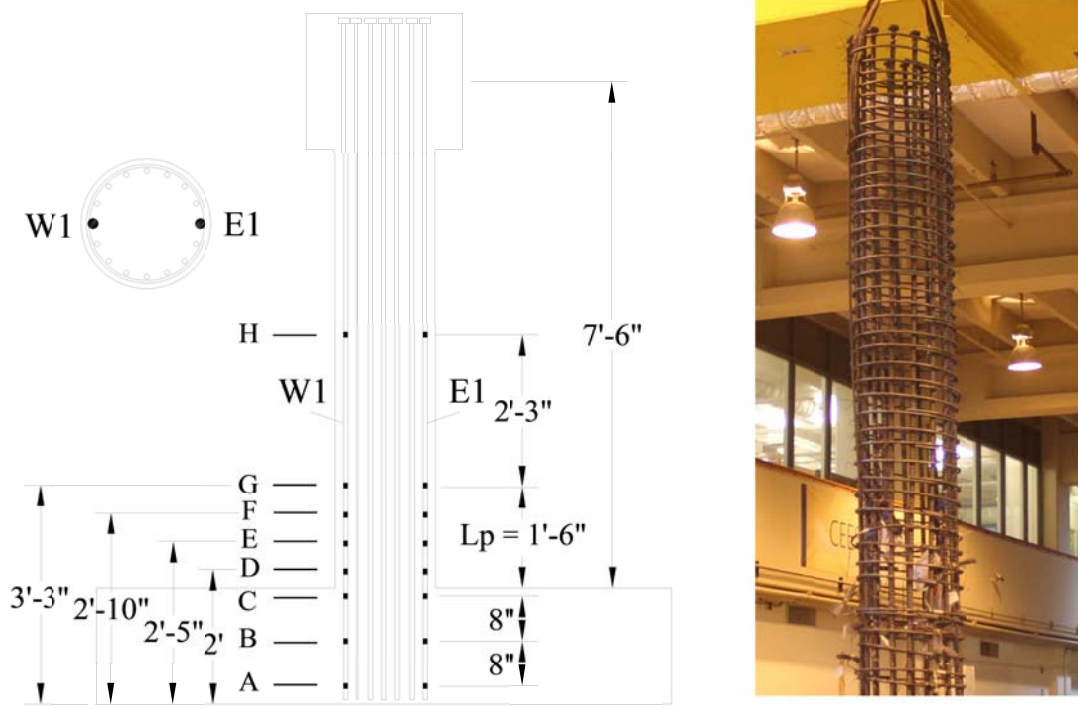 W1
E1
H
7'-6"
W1
E1
2'-3"
G
F
E
D
C
B
A
Lp = 1'-6"
3'-3"
2'-10"
2'-5"
2'
8"
8"